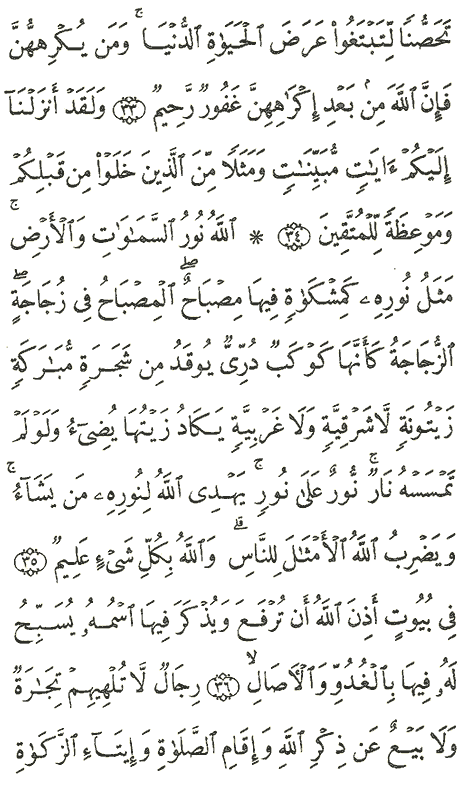 تَحَصُّنًا لِّتَبۡتَغُواْ عَرَضَ ٱلۡحَيَوٰةِ ٱلدُّنۡيَاۚ وَمَن يُكۡرِههُّنَّ
فَإِنَّ ٱللَّهَ مِنۢ بَعۡدِ إِكۡرَٰهِهِنَّ غَفُورٞ رَّحِيمٞ ٣٣ وَلَقَدۡ أَنزَلۡنَآ
إِلَيۡكُمۡ ءَايَٰتٖ مُّبَيِّنَٰتٖ وَمَثَلٗا مِّنَ ٱلَّذِينَ خَلَوۡاْ مِن قَبۡلِكُمۡ
وَمَوۡعِظَةٗ لِّلۡمُتَّقِينَ ٣٤ * ٱللَّهُ نُورُ ٱلسَّمَٰوَٰتِ وَٱلۡأَرۡضِۚ
مَثَلُ نُورِهِۦ كَمِشۡكَوٰةٖ فِيهَا مِصۡبَاحٌۖ ٱلۡمِصۡبَاحُ فِي زُجَاجَةٍۖ
ٱلزُّجَاجَةُ كَأَنَّهَا كَوۡكَبٞ دُرِّيّٞ يُوقَدُ مِن شَجَرَةٖ مُّبَٰرَكَةٖ
زَيۡتُونَةٖ لَّا شَرۡقِيَّةٖ وَلَا غَرۡبِيَّةٖ يَكَادُ زَيۡتُهَا يُضِيٓءُ وَلَوۡ لَمۡ
تَمۡسَسۡهُ نَارٞۚ نُّورٌ عَلَىٰ نُورٖۚ يَهۡدِي ٱللَّهُ لِنُورِهِۦ مَن يَشَآءُۚ
وَيَضۡرِبُ ٱللَّهُ ٱلۡأَمۡثَٰلَ لِلنَّاسِۗ وَٱللَّهُ بِكُلِّ شَيۡءٍ عَلِيمٞ ٣٥
فِي بُيُوتٍ أَذِنَ ٱللَّهُ أَن تُرۡفَعَ وَيُذۡكَرَ فِيهَا ٱسۡمُهُۥ يُسَبِّحُ
لَهُۥ فِيهَا بِٱلۡغُدُوِّ وَٱلۡأٓصَالِ ٣٦ رِجَالٞ لَّا تُلۡهِيهِمۡ تِجَٰرَةٞ
وَلَا بَيۡعٌ عَن ذِكۡرِ ٱللَّهِ وَإِقَامِ ٱلصَّلَوٰةِ وَإِيتَآءِ ٱلزَّكَوٰةِ